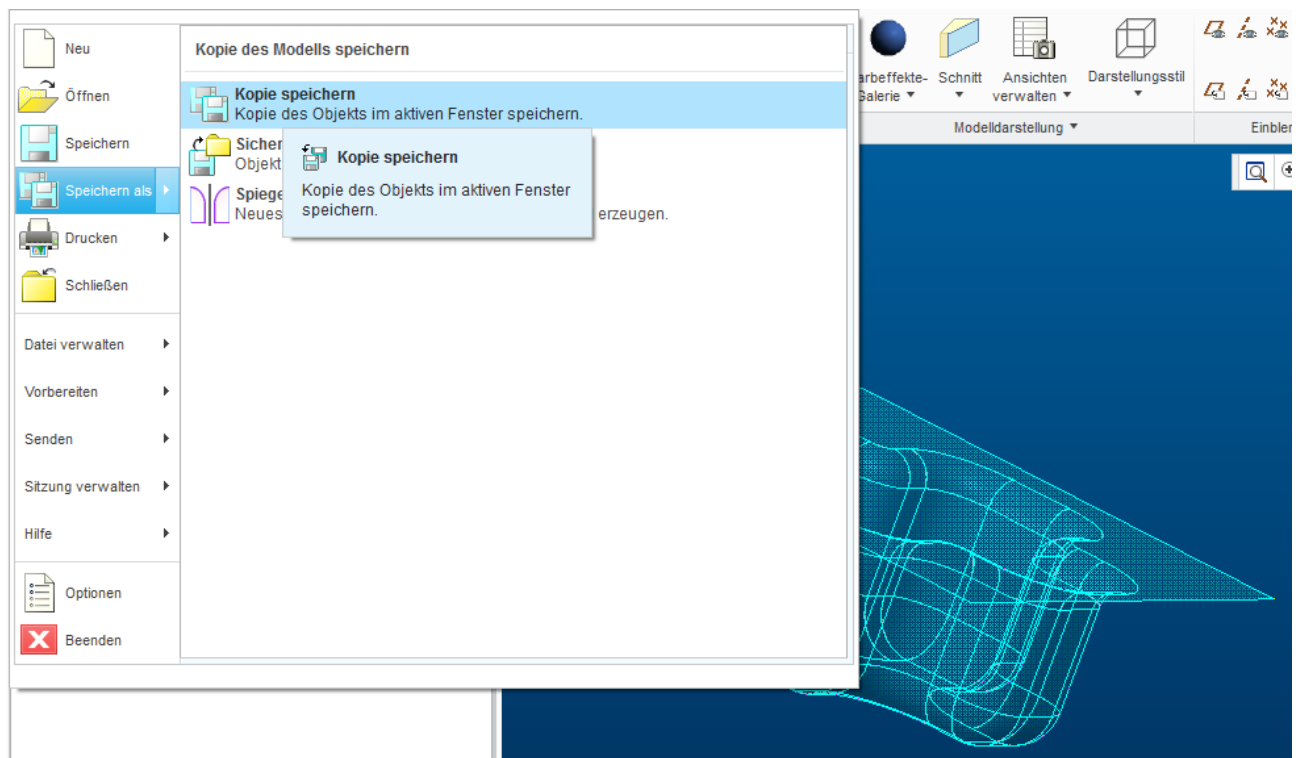 Neu
Öffnen
Speichern
Speichern als
Drucken
Schließen
Datei verwalten
Vorbereiten
Senden
Sitzung verwalten
Hilfe
Optionen
Beenden
Kopie des Modells speichern
Kopie speichern
Kopie des Objekts im aktiven Fenster speichern.
Sicher
Objekt
Spiege
Neues erzeugen.
Kopie speichern
Kopie des Objekts im aktiven Fenster
speichern.
arbeffekte-
Galerie
Schnitt
Ansichten
verwalten
Darstellungsstil
Modelldarstellung
Einblen